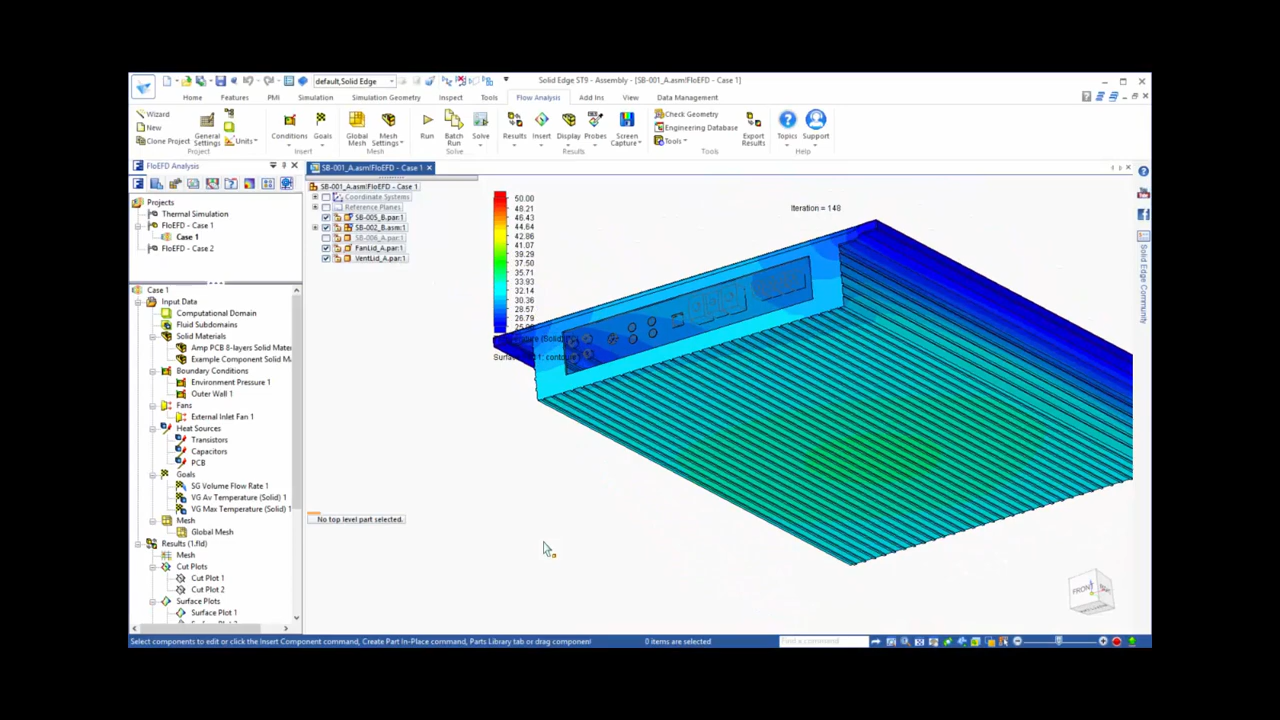 default,Solid Edge
Solid Edge ST9 - Assembly - [SB-001_A.asm!FloEFD - Case 1]
Home Features PMI Simulation Simulation Geometry Inspect Tools Flow Analysis Add Ins View Data Management
Wizard
New
Clone Project
General Settings
Units
Project
Conditions
Goals
Insert
Global Mesh
Mesh Settings
Mesh
Run
Batch Run
Solve
Solve
Results
Insert
Display
Probes
Screen Capture
Results
Check Geometry
Engineering Database
Tools
Export Results
Tools
Topics
Support
Help
FloEFD Analysis
SB-001_A.asm!FloEFD - Case 1
Projects
Thermal Simulation
FloEFD - Case 1
Case 1
FloEFD - Case 2
Case 1
Input Data
Computational Domain
Fluid Subdomains
Solid Materials
Amp PCB 8-layers Solid Mate
Example Component Solid M
Boundary Conditions
Environment Pressure 1
Outer Wall 1
Fans
External Inlet Fan 1
Heat Sources
Transistors
Capacitors
PCB
Goals
SG Volume Flow Rate 1
VG Av Temperature (Solid) 1
VG Max Temperature (Solid) 1
Mesh
Global Mesh
Results (1.fld)
Mesh
Cut Plots
Cut Plot 1
Cut Plot 2
Surface Plots
Surface Plot 1
SB-001_A.asm!FloEFD - Case 1
Coordinate Systems
Reference Planes
SB-005_B.par:1
SB-002_B.asm:1
SB-006_A.par:1
FanLid_A.par:1
VentLid_A.par:1
50.00
48.21
46.43
44.64
42.86
41.07
39.29
37.50
35.71
33.93
32.14
30.36
28.57
26.79
Iteration = 148
No top level part selected.
FRONT
Solid Edge Community
Select components to edit or click the Insert Component command, Create Part In-Place command, Parts Library tab or drag component
0 items are selected
Find a command